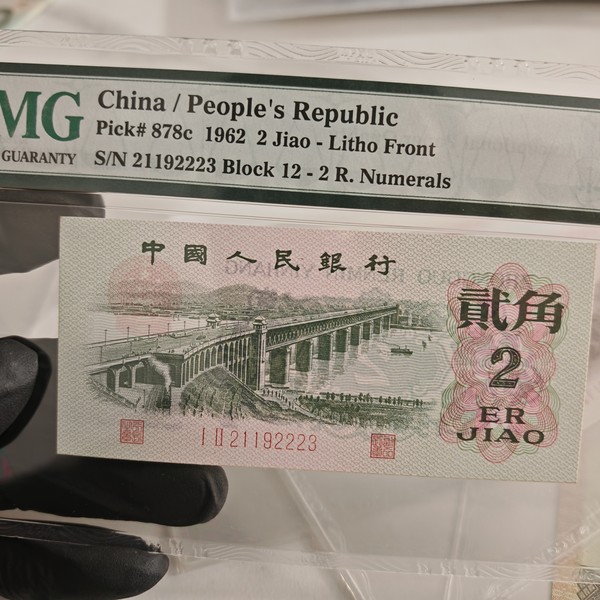 MG
GUARANTY
China / People's Republic
Pick# 878c 1962 2 Jiao - Litho Front
S/N 21192223 Block 12 - 2 R. Numerals
中國人民銀行
貳角
2
ER
JIAO
I II 21192223